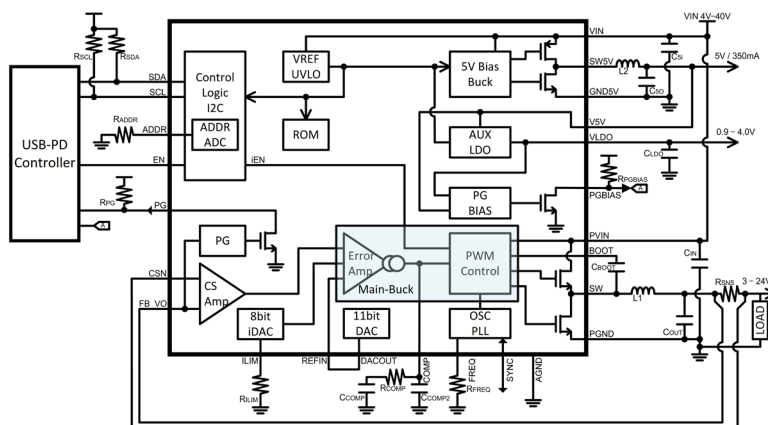 VIN 4V–40V
RSCL
RSDA
VIN
C5I
VREF
UVLO
5V Bias
Buck
SW5V
L2
5V / 350mA
C5O
GND5V
SDA
SCL
Control
Logic
I2C
ROM
V5V
USB-PD
Controller
RADDR
ADDR
ADDR
ADC
AUX
LDO
VLDO
0.9 – 4.0V
CLDO
EN
iEN
RPGBIAS
RPG
PG
PG
BIAS
PGBIAS
A
A
PG
PVIN
BOOT
CIN
CBOOT
Error
Amp
PWM
Control
Main-Buck
CSN
CS
Amp
SW
L1
RSNS
3 – 24V
FB_VO
8bit
iDAC
11bit
DAC
OSC
PLL
COUT
LOAD
PGND
ILIM
REFIN
DACOUT
COMP
FREQ
SYNC
AGND
RILIM
CCOMP
RCOMP
CCOMP2
RFREQ